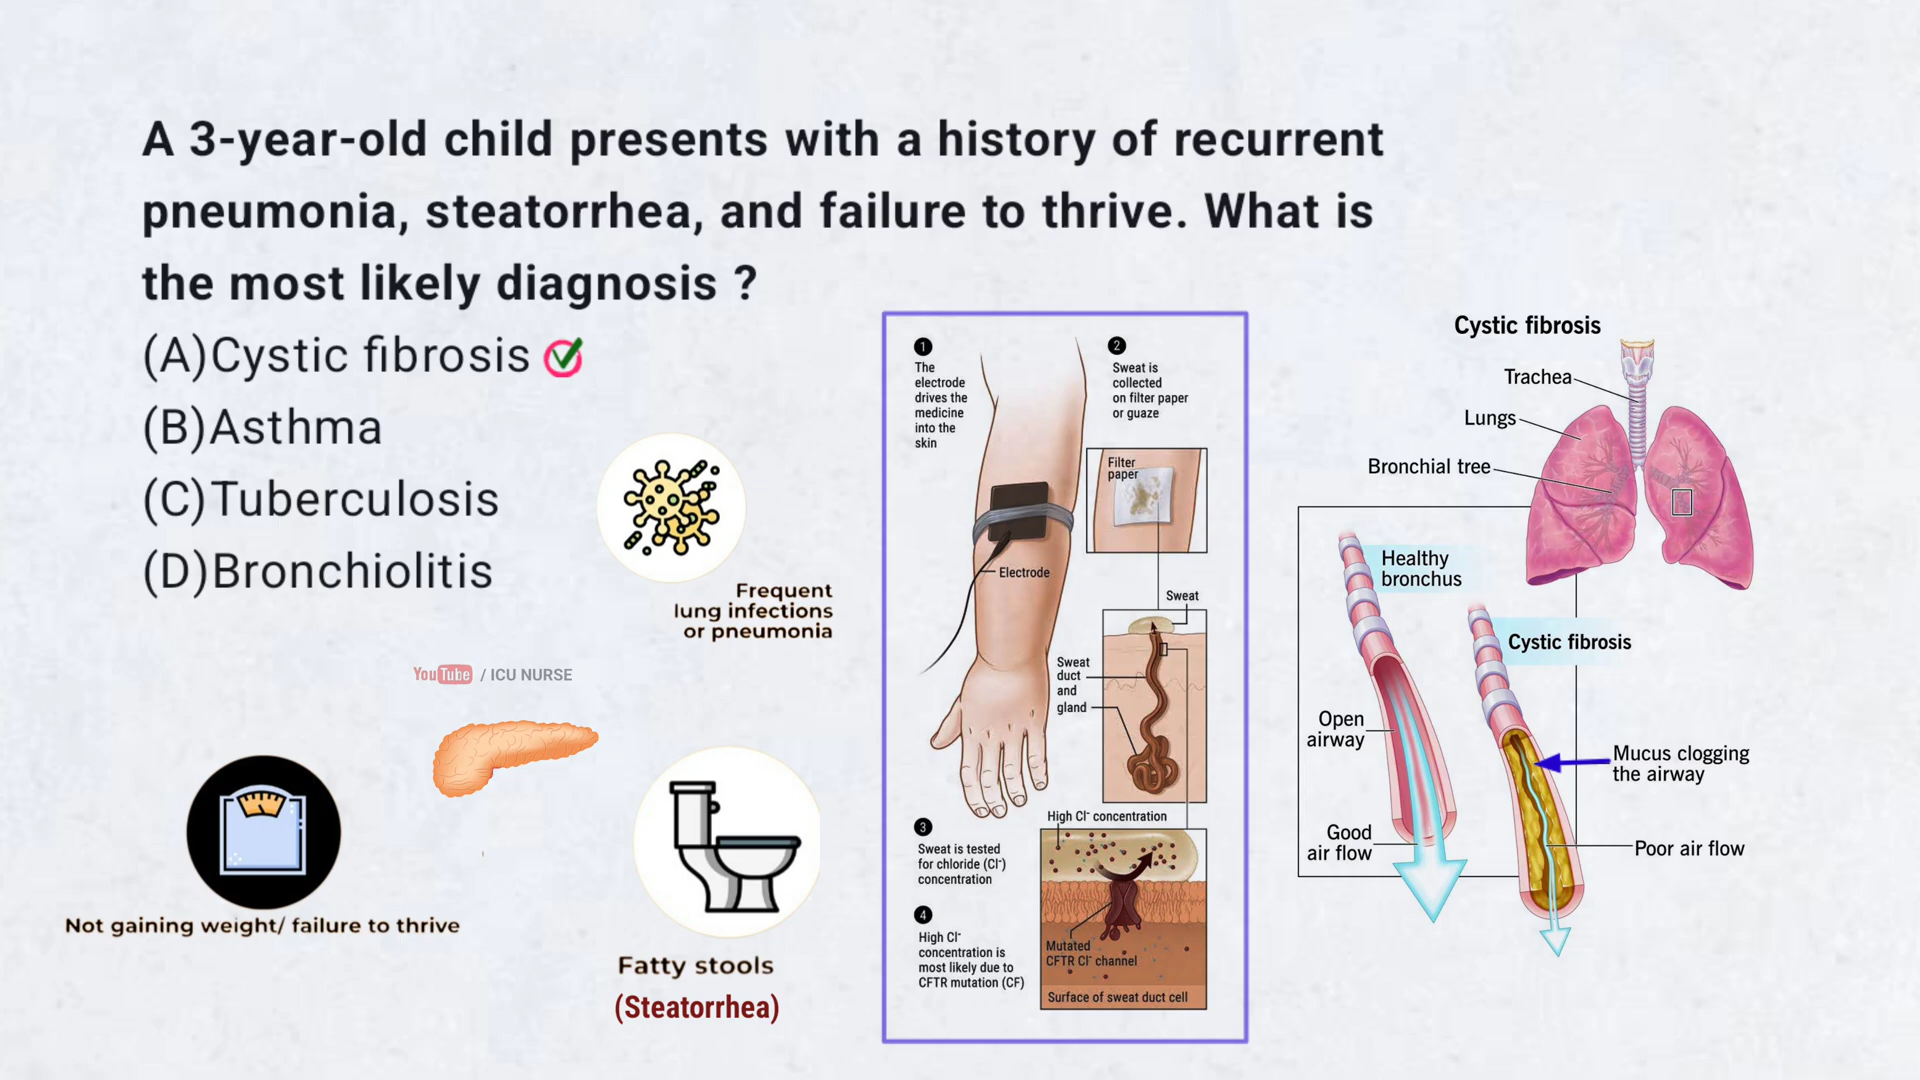 A 3-year-old child presents with a history of recurrent
pneumonia, steatorrhea, and failure to thrive. What is
the most likely diagnosis ?
(A)Cystic fibrosis
(B)Asthma
(C)Tuberculosis
(D)Bronchiolitis
Frequent
lung infections
or pneumonia
YouTube / ICU NURSE
Not gaining weight/ failure to thrive
Fatty stools
(Steatorrhea)
1
The
electrode
drives the
medicine
into the
skin
2
Sweat is
collected
on filter paper
or guaze
Filter
paper
Electrode
Sweat
Sweat
duct
and
gland
3
Sweat is tested
for chloride (Cl-)
concentration
High Cl- concentration
4
High Cl-
concentration is
most likely due to
CFTR mutation (CF)
Mutated
CFTR Cl- channel
Surface of sweat duct cell
Cystic fibrosis
Trachea
Lungs
Bronchial tree
Healthy
bronchus
Cystic fibrosis
Open
airway
Mucus clogging
the airway
Good
air flow
Poor air flow